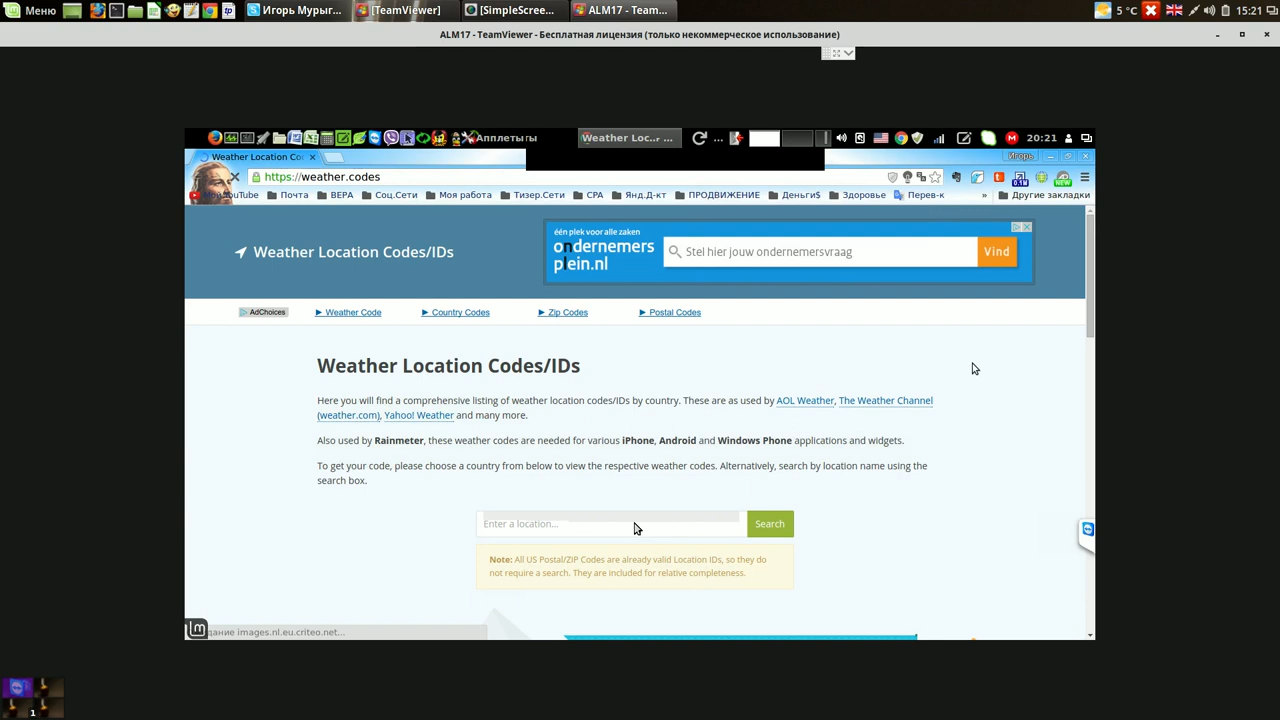 Меню
Игорь Мурыг...
[TeamViewer]
[SimpleScree...
ALM17 - Team...
5 °C
15:21
ALM17 - TeamViewer - Бесплатная лицензия (только некоммерческое использование)
Апплеты
Weather Loc...r ...
20:21
Weather Location Co
Игорь
https://weather.codes
YouTube
Почта
ВЕРА
Соц.Сети
Моя работа
Тизер.Сети
CPA
Янд.Д-кт
ПРОДВИЖЕНИЕ
Деньги$
Здоровье
Перев-к
»
Другие закладки
Weather Location Codes/IDs
één plek voor alle zaken
ondernemers
plein.nl
Stel hier jouw ondernemersvraag
Vind
AdChoices
► Weather Code
► Country Codes
► Zip Codes
► Postal Codes
Weather Location Codes/IDs
Here you will find a comprehensive listing of weather location codes/IDs by country. These are as used by AOL Weather, The Weather Channel
(weather.com), Yahoo! Weather and many more.
Also used by Rainmeter, these weather codes are needed for various iPhone, Android and Windows Phone applications and widgets.
To get your code, please choose a country from below to view the respective weather codes. Alternatively, search by location name using the
search box.
Enter a location...
Search
Note: All US Postal/ZIP Codes are already valid Location IDs, so they do
not require a search. They are included for relative completeness.
дание images.nl.eu.criteo.net...
1